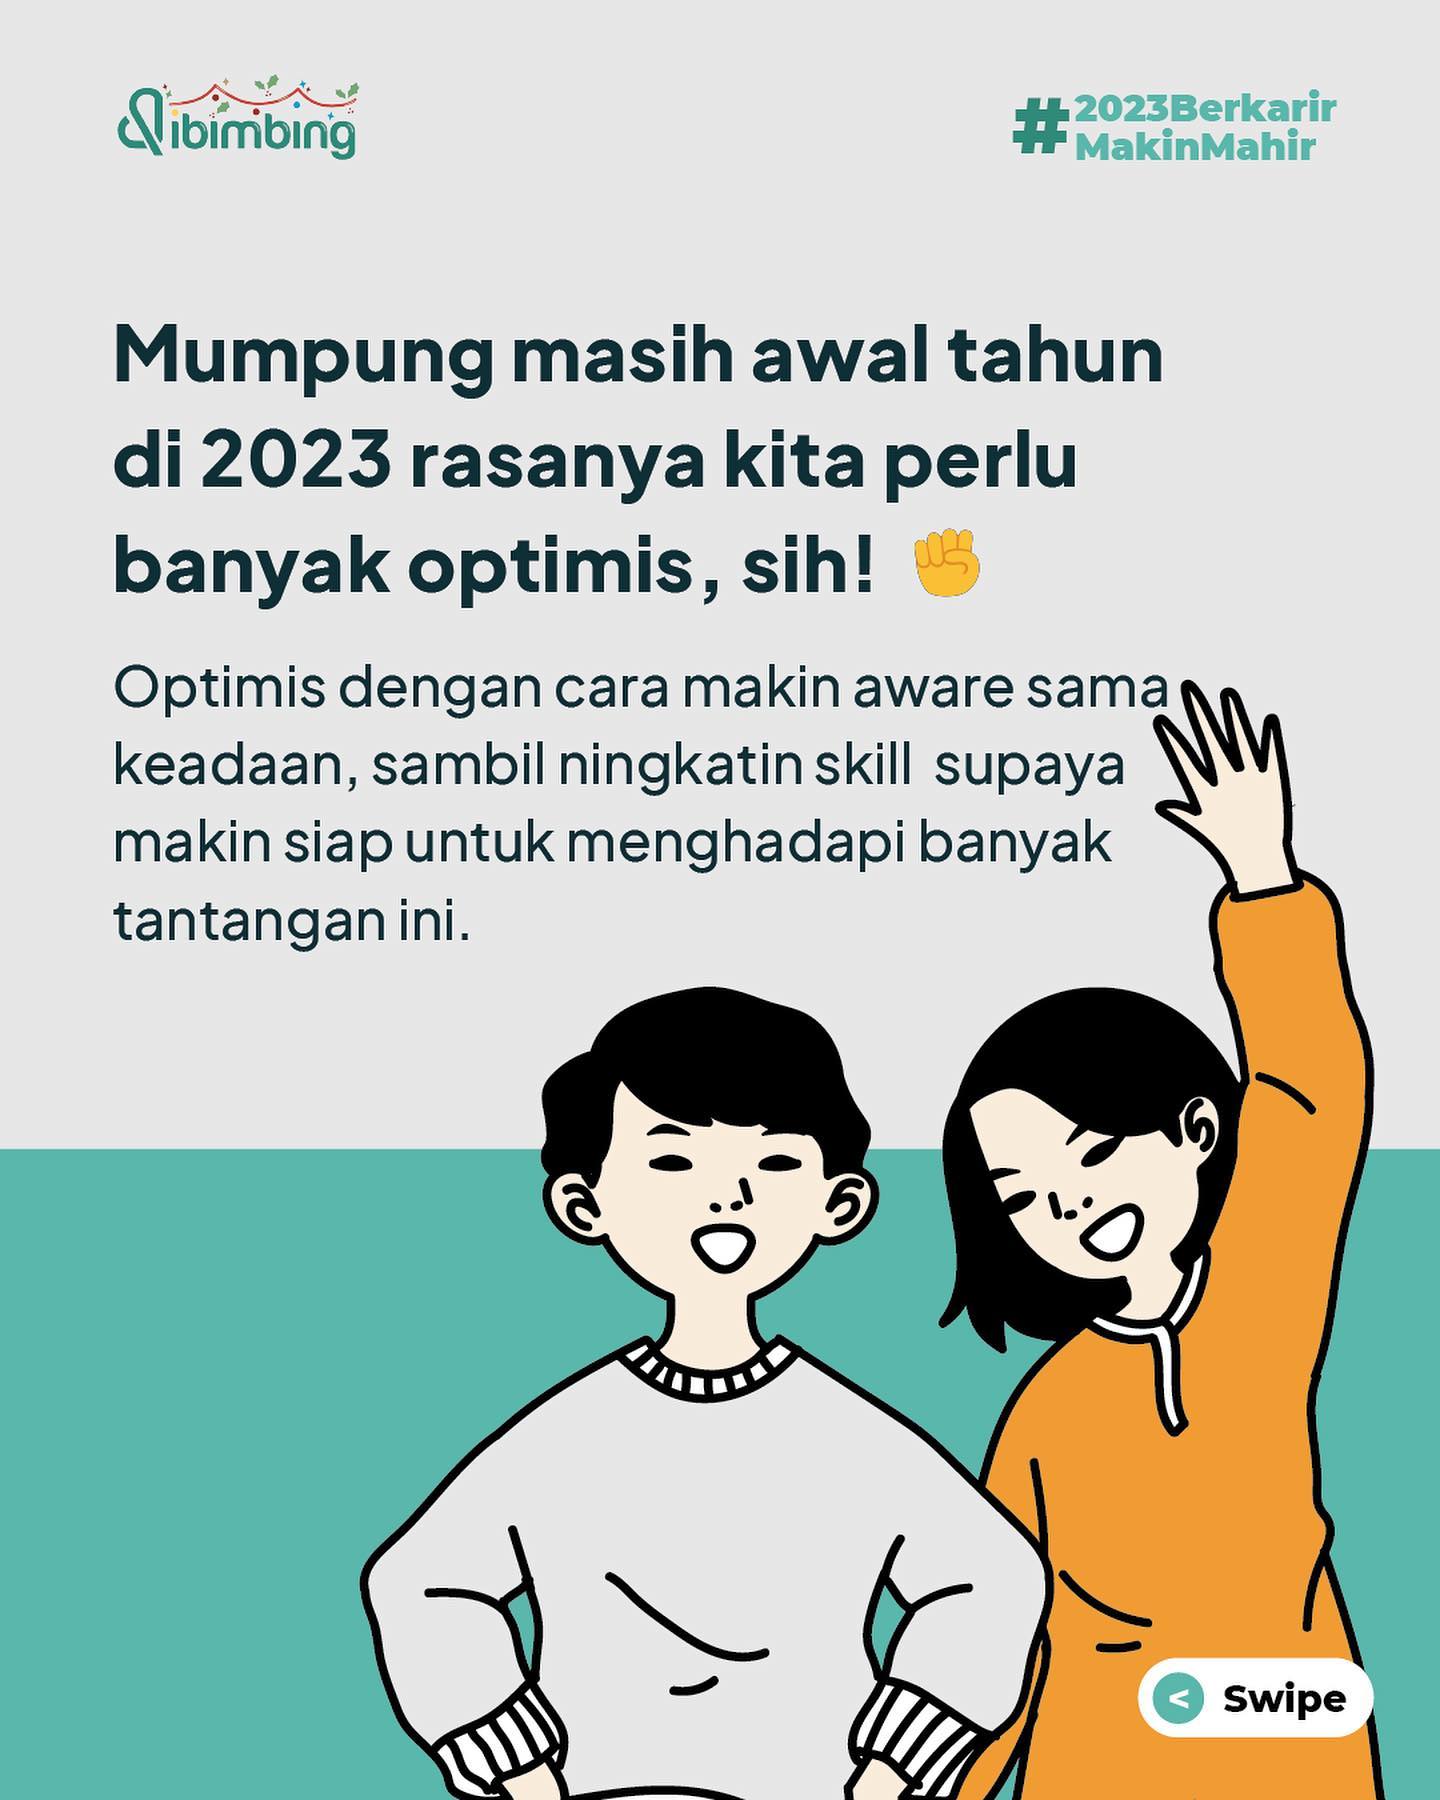 dibimbing
#2023Berkarir
MakinMahir
Mumpung masih awal tahun
di 2023 rasanya kita perlu
banyak optimis, sih! ✊
Optimis dengan cara makin aware sama
keadaan, sambil ningkatin skill supaya
makin siap untuk menghadapi banyak
tantangan ini.
< Swipe